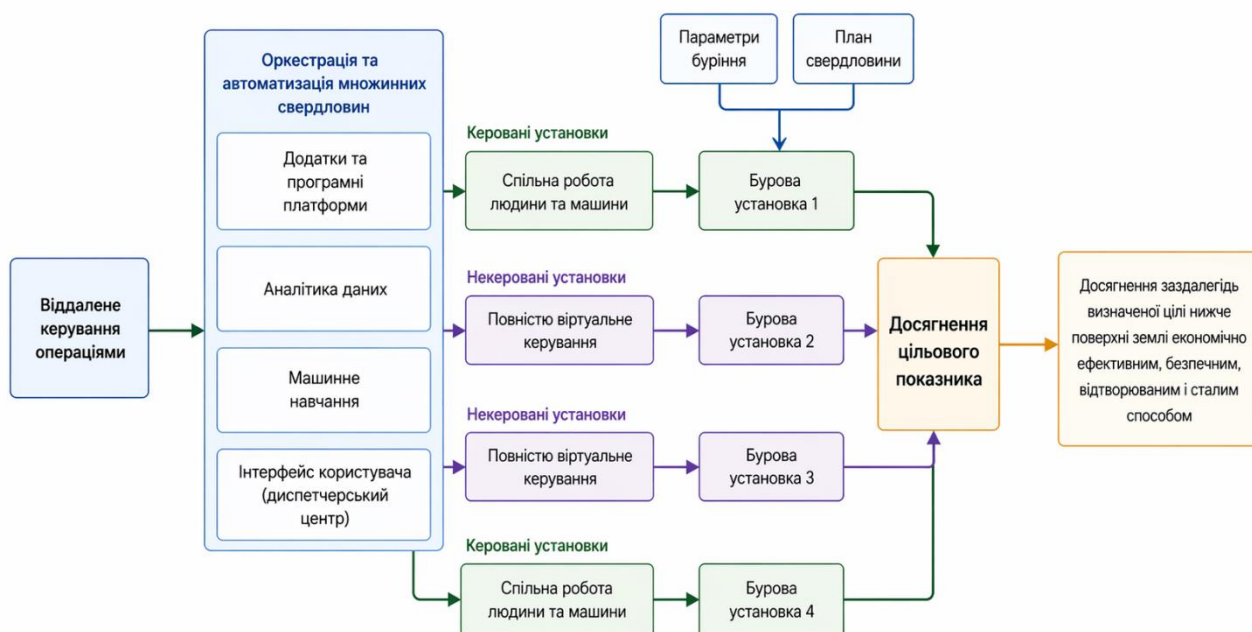 Параметри
буріння
План
свердловини
Оркестрація та
автоматизація множинних
свердловин
Додатки та
програмні
платформи
Аналітика даних
Машинне
навчання
Інтерфейс користувача
(диспетчерський
центр)
Віддалене
керування
операціями
Керовані установки
Спільна робота
людини та машини
Бурова
установка 1
Некеровані установки
Повністю віртуальне
керування
Бурова
установка 2
Некеровані установки
Повністю віртуальне
керування
Бурова
установка 3
Керовані установки
Спільна робота
людини та машини
Бурова
установка 4
Досягнення
цільового
показника
Досягнення заздалегідь
визначеної цілі нижче
поверхні землі економічно
ефективним, безпечним,
відтворюваним і сталим
способом